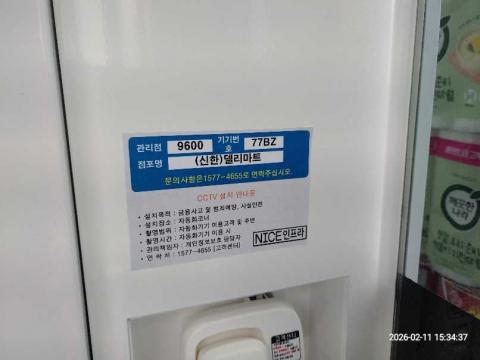 관리점 9600 기기번호 77BZ
점포명 (신한)델리마트
문의사항은1577-4655로 연락주십시오.
CCTV 설치 안내문
• 설치목적 : 금융사고 및 범죄예방, 시설안전
• 설치장소 : 자동화코너
• 촬영범위 : 자동화기기 이용고객 및 주변
• 촬영시간 : 자동화기기 이용 시
• 관리책임자 : 개인정보보호 담당자
• 연 락 처 : 1577-4655 [고객센터]
NICE인프라
깨끗한
나라
2026-02-11 15:34:37